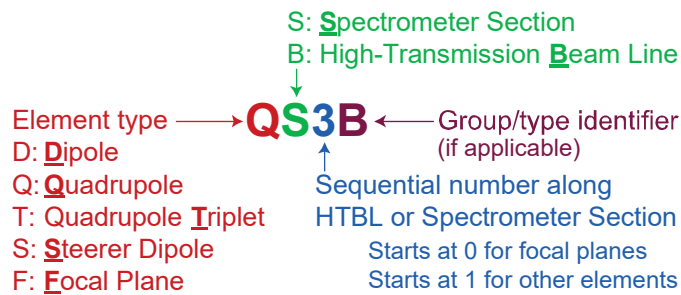 S: Spectrometer Section
B: High-Transmission Beam Line
Element type
QS3B
Group/type identifier
(if applicable)
D: Dipole
Q: Quadrupole
T: Quadrupole Triplet
S: Steerer Dipole
F: Focal Plane
Sequential number along
HTBL or Spectrometer Section
Starts at 0 for focal planes
Starts at 1 for other elements